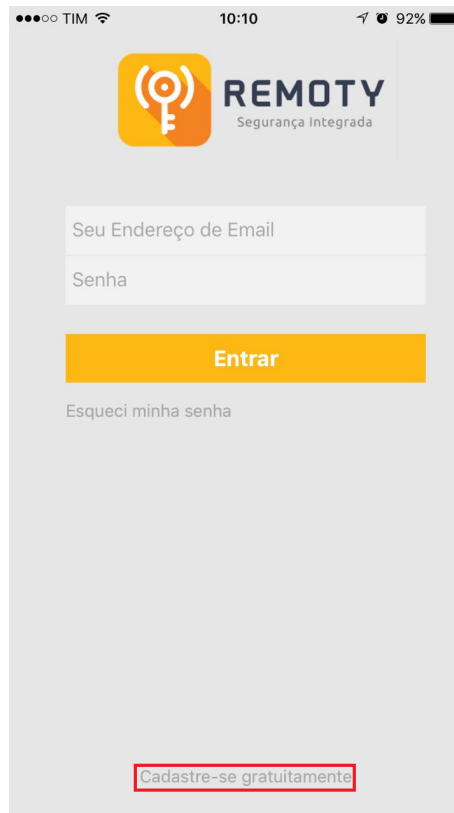 TIM 10:10 92%
REMOTY
Segurança Integrada
Seu Endereço de Email
Senha
Entrar
Esqueci minha senha
Cadastre-se gratuitamente